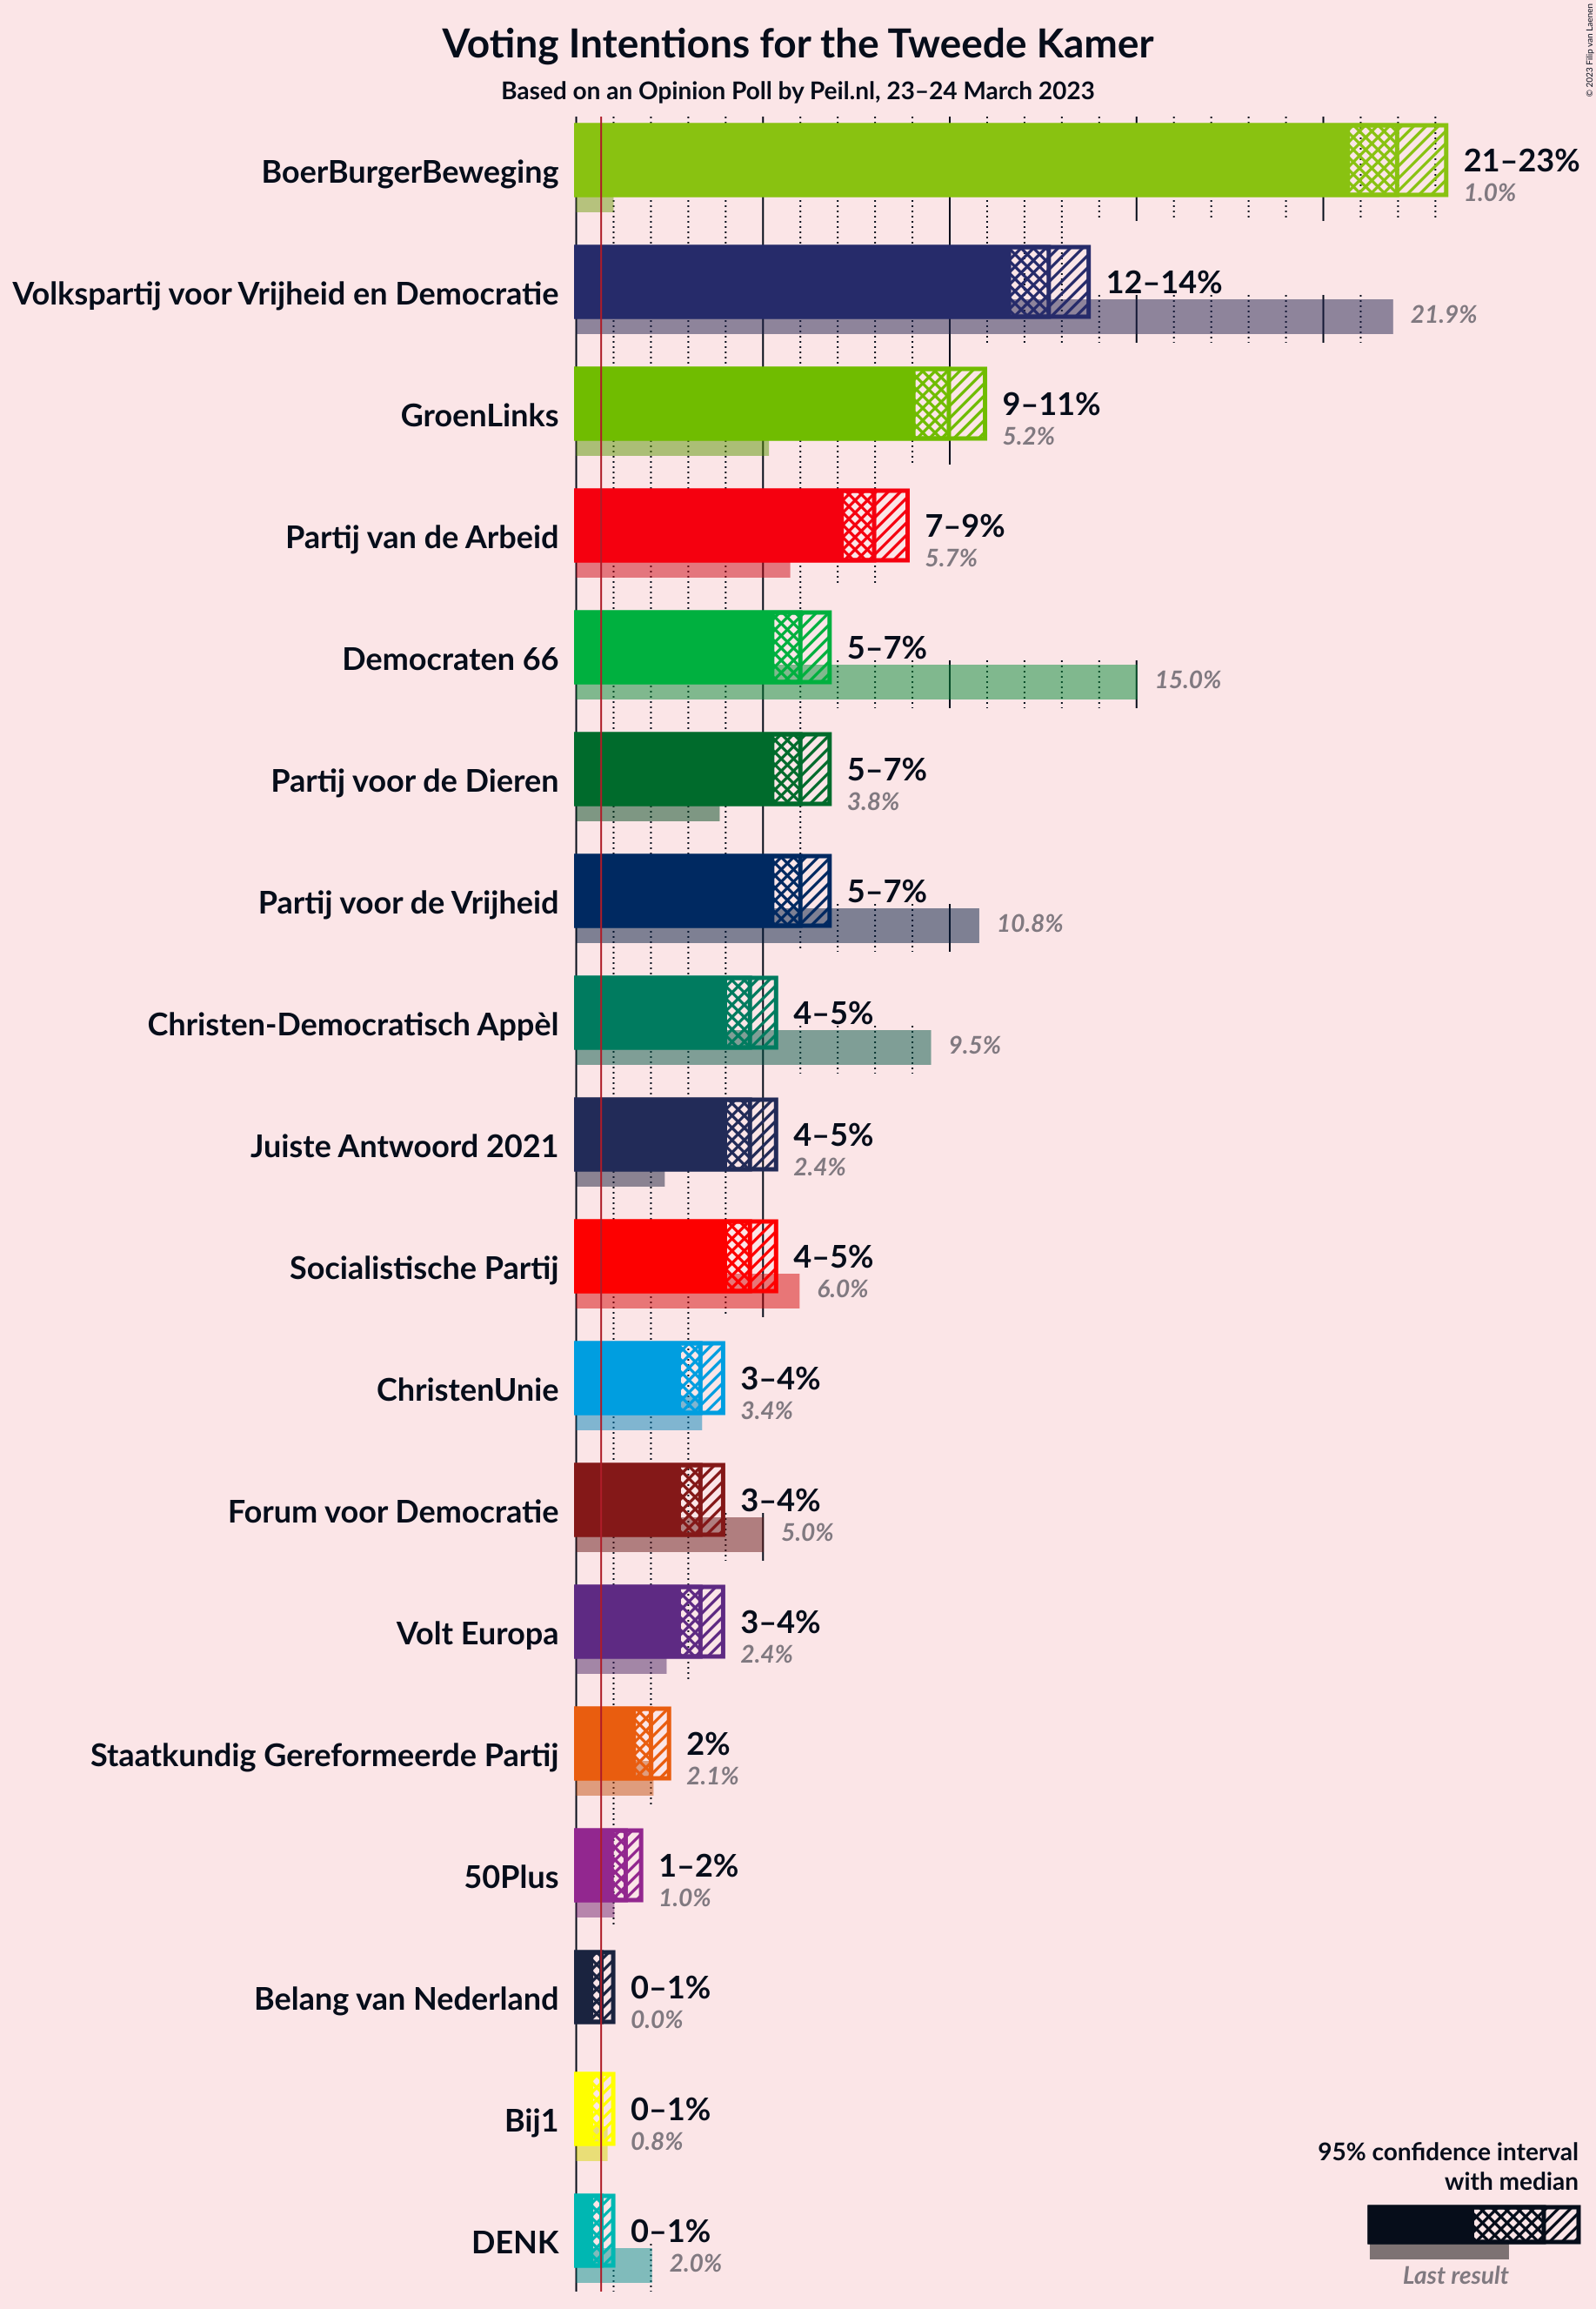 Voting Intentions for the Tweede Kamer
Based on an Opinion Poll by Peil.nl, 23–24 March 2023
© 2023 Filip van Laenen
BoerBurgerBeweging
21–23%
1.0%
Volkspartij voor Vrijheid en Democratie
12–14%
21.9%
GroenLinks
9–11%
5.2%
Partij van de Arbeid
7–9%
5.7%
Democraten 66
5–7%
15.0%
Partij voor de Dieren
5–7%
3.8%
Partij voor de Vrijheid
5–7%
10.8%
Christen-Democratisch Appèl
4–5%
9.5%
Juiste Antwoord 2021
4–5%
2.4%
Socialistische Partij
4–5%
6.0%
ChristenUnie
3–4%
3.4%
Forum voor Democratie
3–4%
5.0%
Volt Europa
3–4%
2.4%
Staatkundig Gereformeerde Partij
2%
2.1%
50Plus
1–2%
1.0%
Belang van Nederland
0–1%
0.0%
Bij1
0–1%
0.8%
DENK
0–1%
2.0%
95% confidence interval
with median
Last result